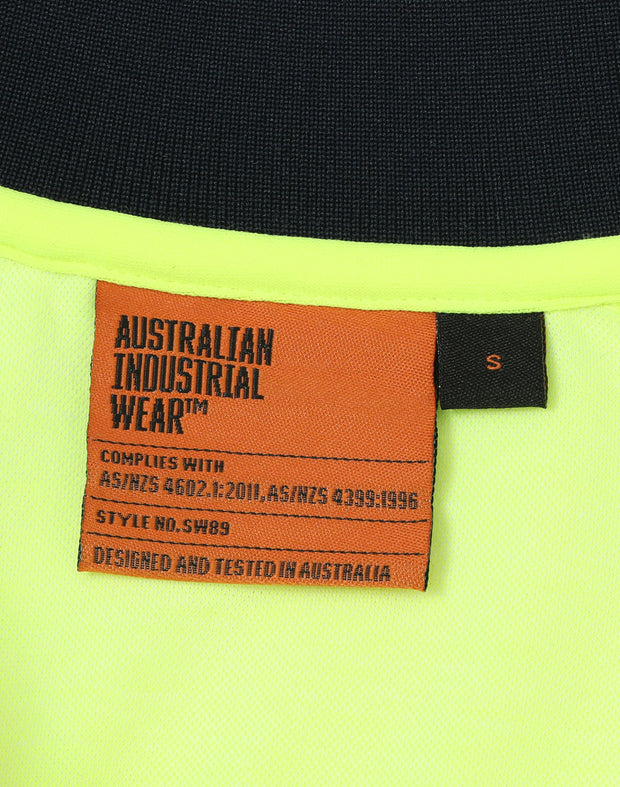 AUSTRALIAN
INDUSTRIAL
WEAR™
S
COMPLIES WITH
AS/NZS 4602.1:2011, AS/NZS 4399:1996
STYLE NO. SW89
DESIGNED AND TESTED IN AUSTRALIA